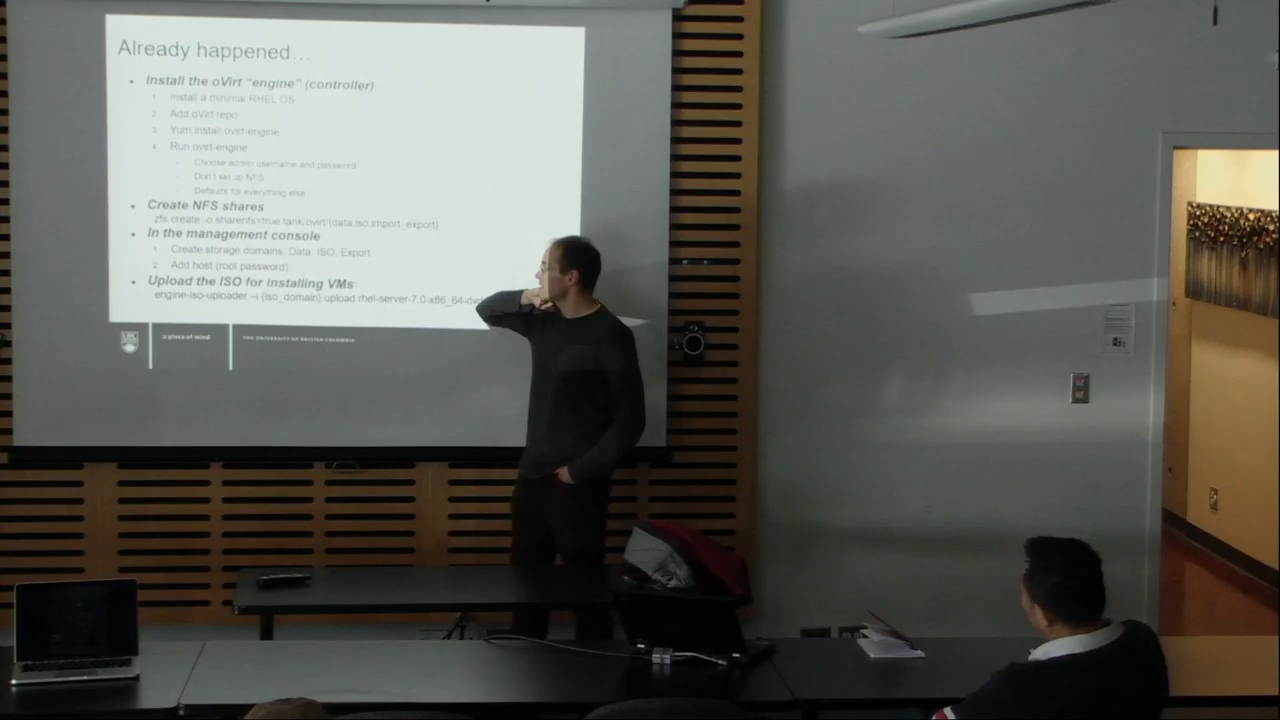 Already happened…
• Install the oVirt "engine" (controller)
1. Install a minimal RHEL OS
2. Add oVirt repo
3. Yum install ovirt-engine
4. Run ovirt-engine
- Choose admin username and password
- Don't set up NFS
- Defaults for everything else
• Create NFS shares
zfs create -o sharenfs=true tank/ovirt/{data,iso,import_export}
• In the management console
1. Create storage domains: Data, ISO, Export
2. Add host (root password)
• Upload the ISO for installing VMs
engine-iso-uploader -i {iso_domain} upload rhel-server-7.0-x86_64-dvd
a place of mind
THE UNIVERSITY OF BRITISH COLUMBIA